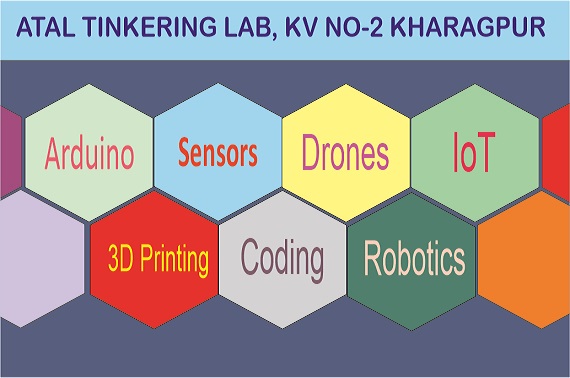 ATAL TINKERING LAB, KV NO-2 KHARAGPUR
Arduino Sensors Drones IoT
3D Printing Coding Robotics